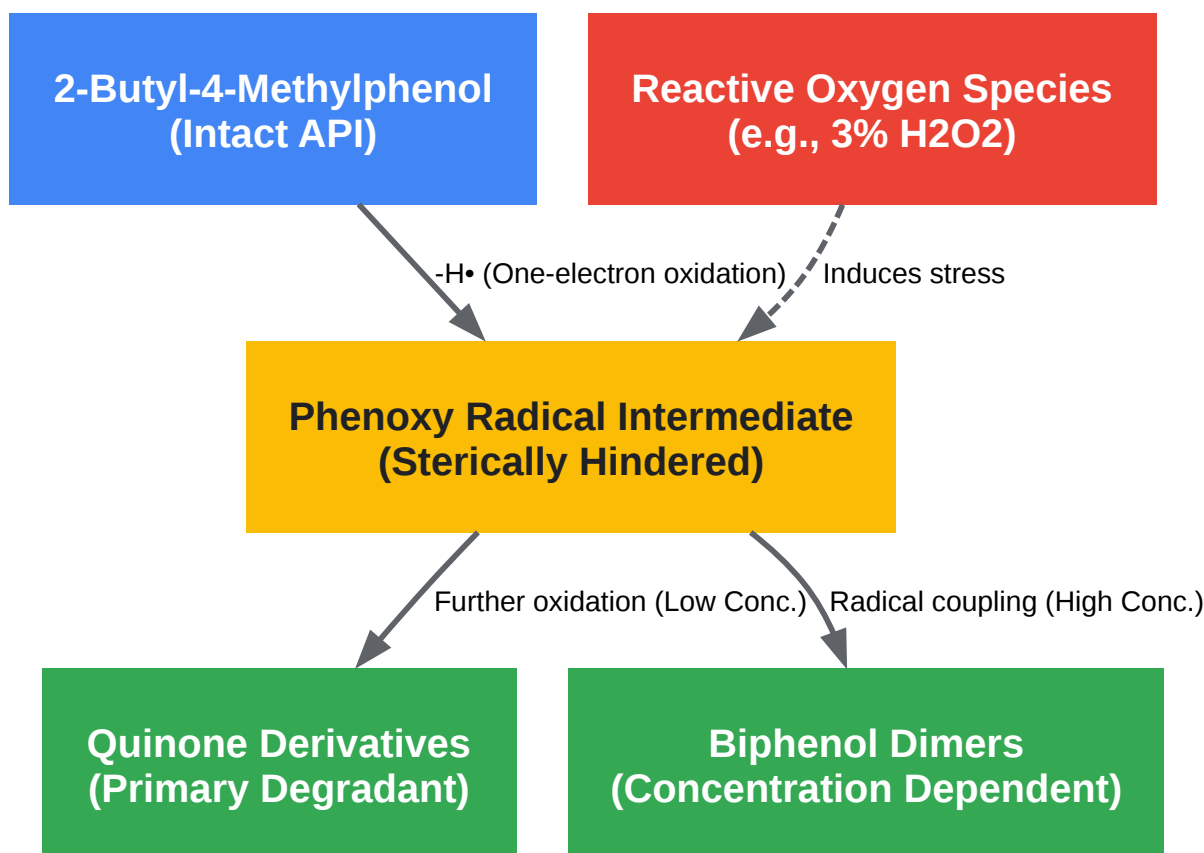 2-Butyl-4-Methylphenol
(Intact API)
Reactive Oxygen Species
(e.g., 3% H2O2)
-H• (One-electron oxidation)
Induces stress
Phenoxy Radical Intermediate
(Sterically Hindered)
Further oxidation (Low Conc.)
Radical coupling (High Conc.)
Quinone Derivatives
(Primary Degradant)
Biphenol Dimers
(Concentration Dependent)